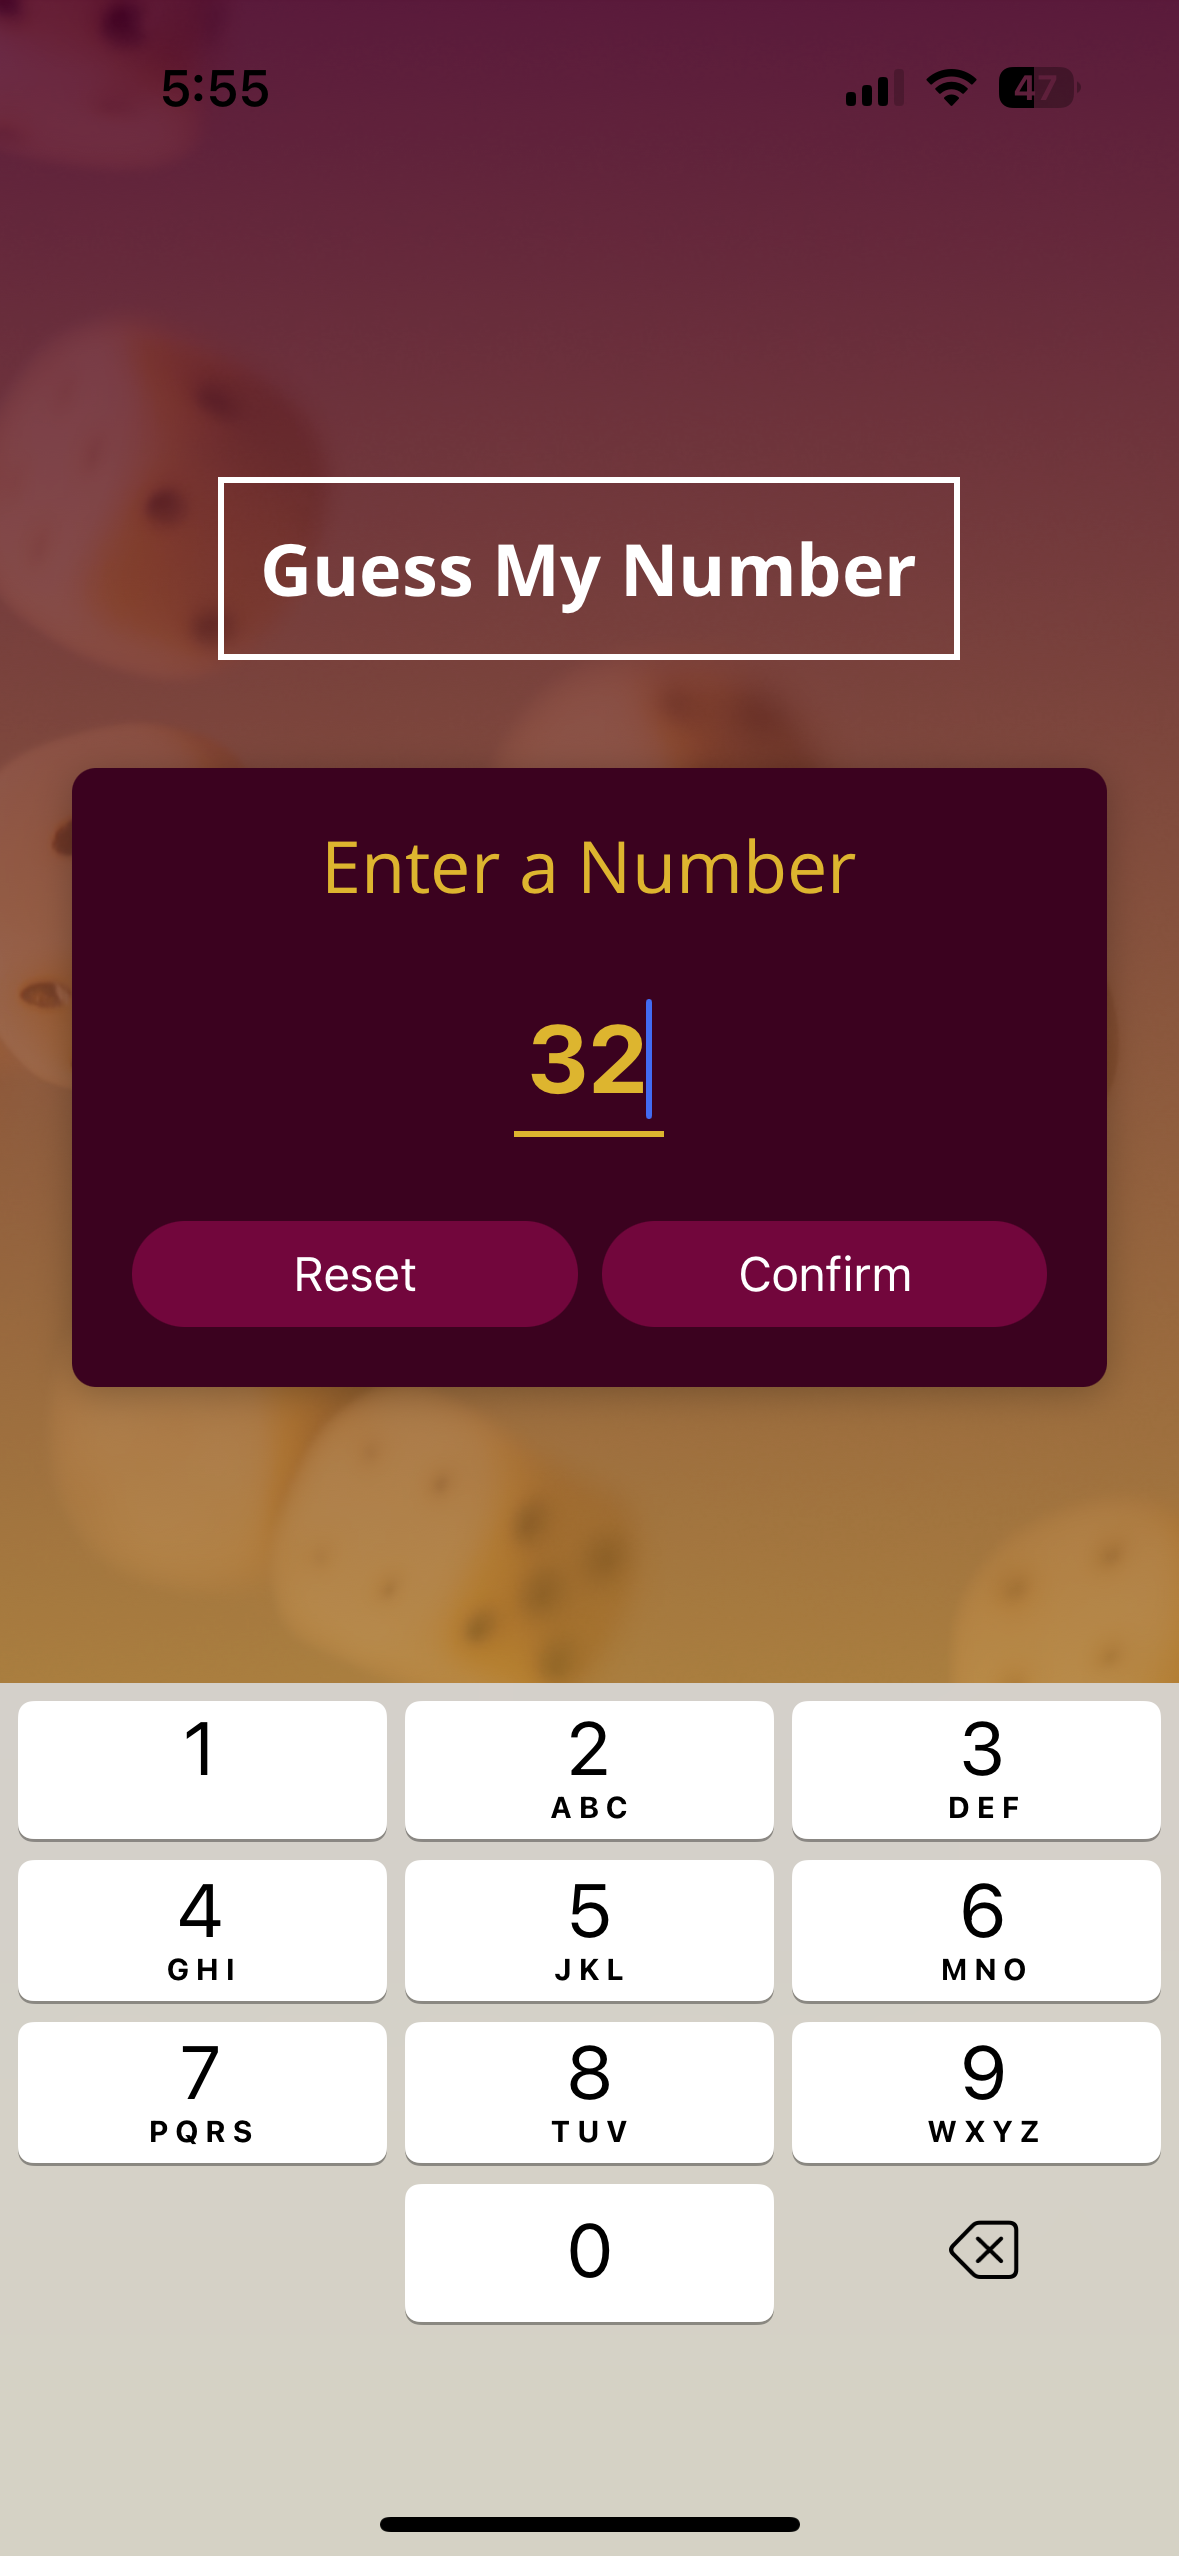 5:55 47
Guess My Number
Enter a Number
32
Reset Confirm
1 2 3
ABC DEF
4 5 6
GHI JKL MNO
7 8 9
PQRS TUV WXYZ
0